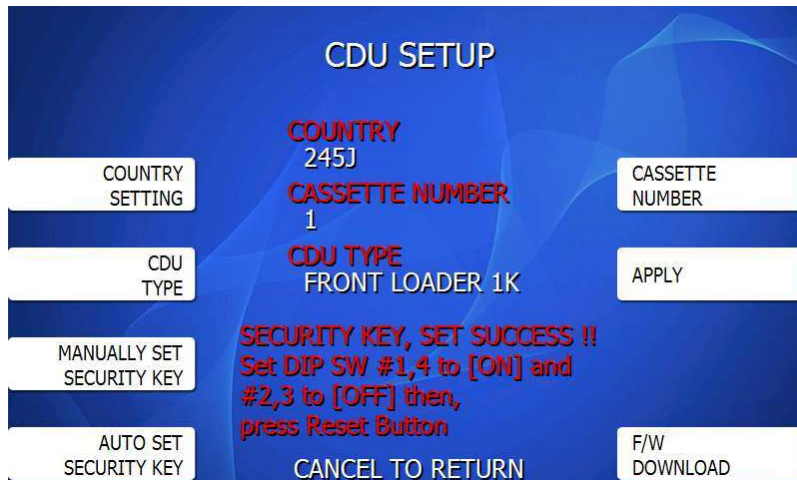 CDU SETUP
COUNTRY
245J
CASSETTE NUMBER
1
CDU TYPE
FRONT LOADER 1K
SECURITY KEY, SET SUCCESS !!
Set DIP SW #1,4 to [ON] and
#2,3 to [OFF] then,
press Reset Button
CANCEL TO RETURN
COUNTRY
SETTING
CDU
TYPE
MANUALLY SET
SECURITY KEY
AUTO SET
SECURITY KEY
CASSETTE
NUMBER
APPLY
F/W
DOWNLOAD